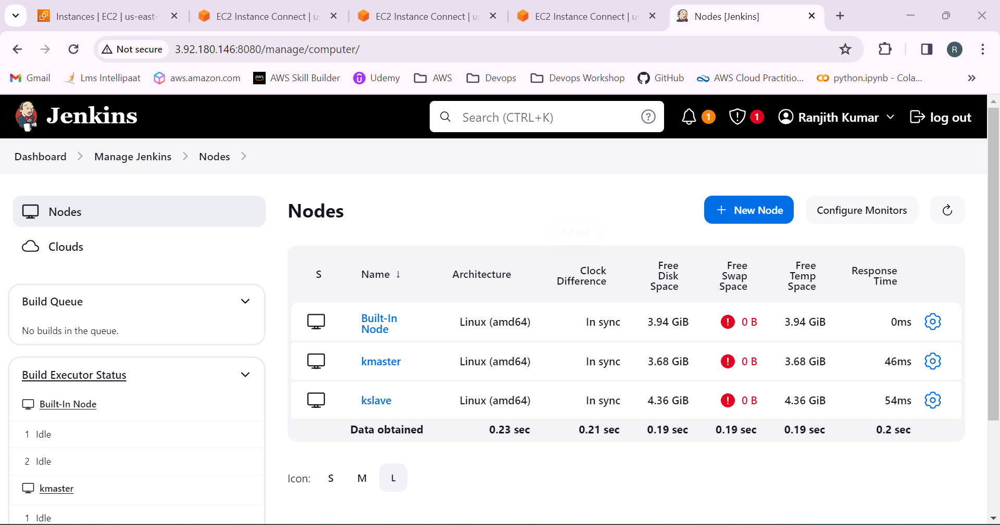 Instances | EC2 | us-east-1
EC2 Instance Connect | us
EC2 Instance Connect | us
EC2 Instance Connect | us
Nodes [Jenkins]
Not secure
3.92.180.146:8080/manage/computer/
R
Gmail
Lms Intellipaat
aws.amazon.com
aws
AWS Skill Builder
Udemy
AWS
Devops
Devops Workshop
GitHub
AWS Cloud Practitio...
python.ipynb - Cola...
Jenkins
Search (CTRL+K)
1
1
Ranjith Kumar
log out
Dashboard
Manage Jenkins
Nodes
Nodes
Clouds
Build Queue
No builds in the queue.
Build Executor Status
Built-In Node
1 Idle
2 Idle
kmaster
1 Idle
Nodes
+ New Node
Configure Monitors
0.2 sec
S Name ↓ Architecture Clock Difference Free Disk Space Free Swap Space Free Temp Space Response Time
Built-In Node Linux (amd64) In sync 3.94 GiB 0 B 3.94 GiB 0ms
kmaster Linux (amd64) In sync 3.68 GiB 0 B 3.68 GiB 46ms
kslave Linux (amd64) In sync 4.36 GiB 0 B 4.36 GiB 54ms
Data obtained 0.23 sec 0.21 sec 0.19 sec 0.19 sec 0.19 sec 0.2 sec
Icon: S M L